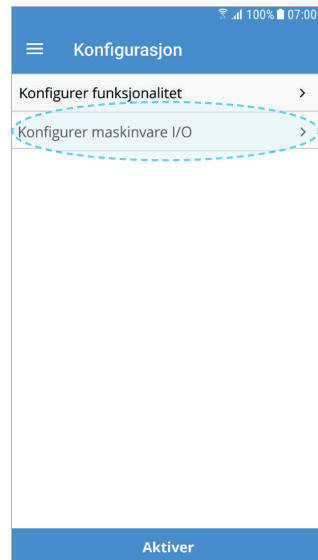 100% 07:00
Konfigurasjon
Konfigurer funksjonalitet
Konfigurer maskinvare I/O
Aktiver